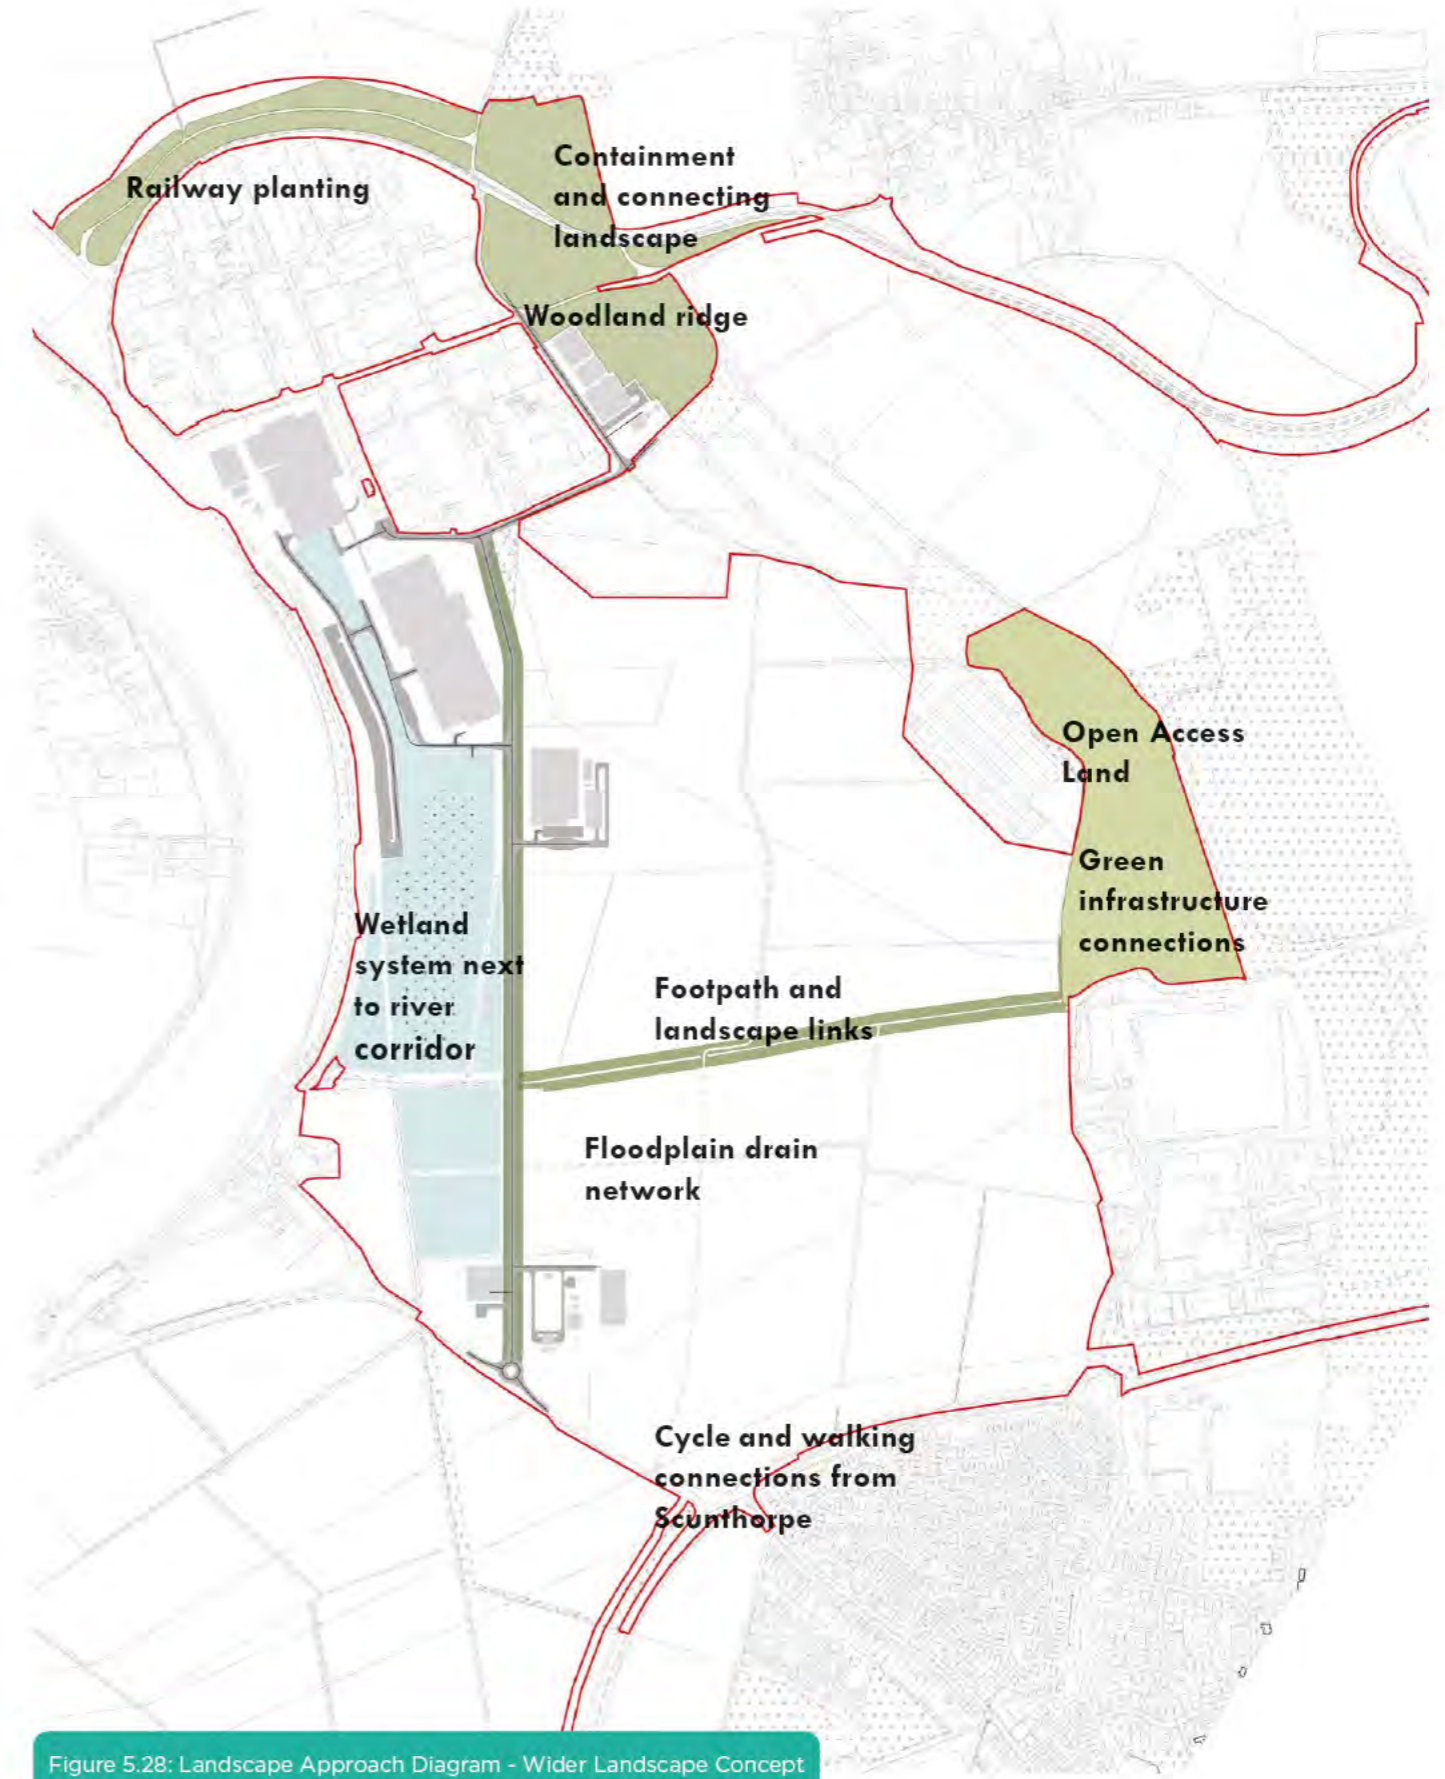 Containment
and connecting
landscape
Railway planting
Woodland ridge
Open Access
Land
Green
infrastructure
connections
Wetland
system next
to river
corridor
Footpath and
landscape links
Floodplain drain
network
Cycle and walking
connections from
Scunthorpe
Figure 5.28: Landscape Approach Diagram - Wider Landscape Concept